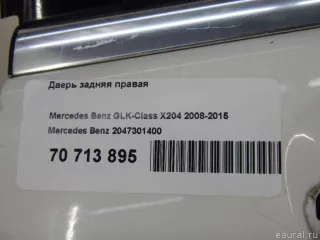 Дверь задняя правая
Mercedes Benz GLK-Class X204 2008-2015
Mercedes Benz 2047301400
70 713 895
eaural.ru